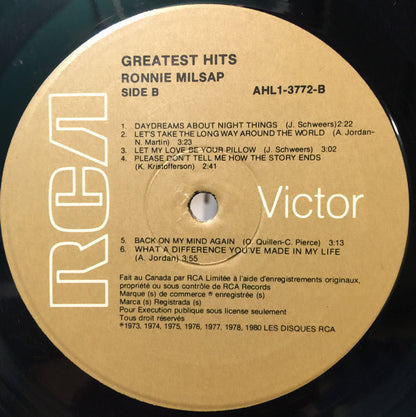 RCA
GREATEST HITS
RONNIE MILSAP
SIDE B
AHL1-3772-B
1. DAYDREAMS ABOUT NIGHT THINGS (J. Schweers)2:22
2. LET'S TAKE THE LONG WAY AROUND THE WORLD (A. Jordan-
N. Martin) 3:23
3. LET MY LOVE BE YOUR PILLOW (J. Schweers) 3:02
4. PLEASE DON'T TELL ME HOW THE STORY ENDS
(K. Kristofferson) 2:41
Victor
5. BACK ON MY MIND AGAIN (C. Quillen-C. Pierce) 3:13
6. WHAT A DIFFERENCE YOU'VE MADE IN MY LIFE
(A. Jordan) 3:55
Fait au Canada par RCA Limitée à l'aide d'enregistrements originaux,
propriété ou sous contrôle de RCA Records
Marque (s) de commerce ® enregistrée (s)
Marca (s) Registrada (s)
Pour Execution publique sous license seulement
Tous droit réservés
℗1973, 1974, 1975, 1976, 1977, 1978, 1980 LES DISQUES RCA